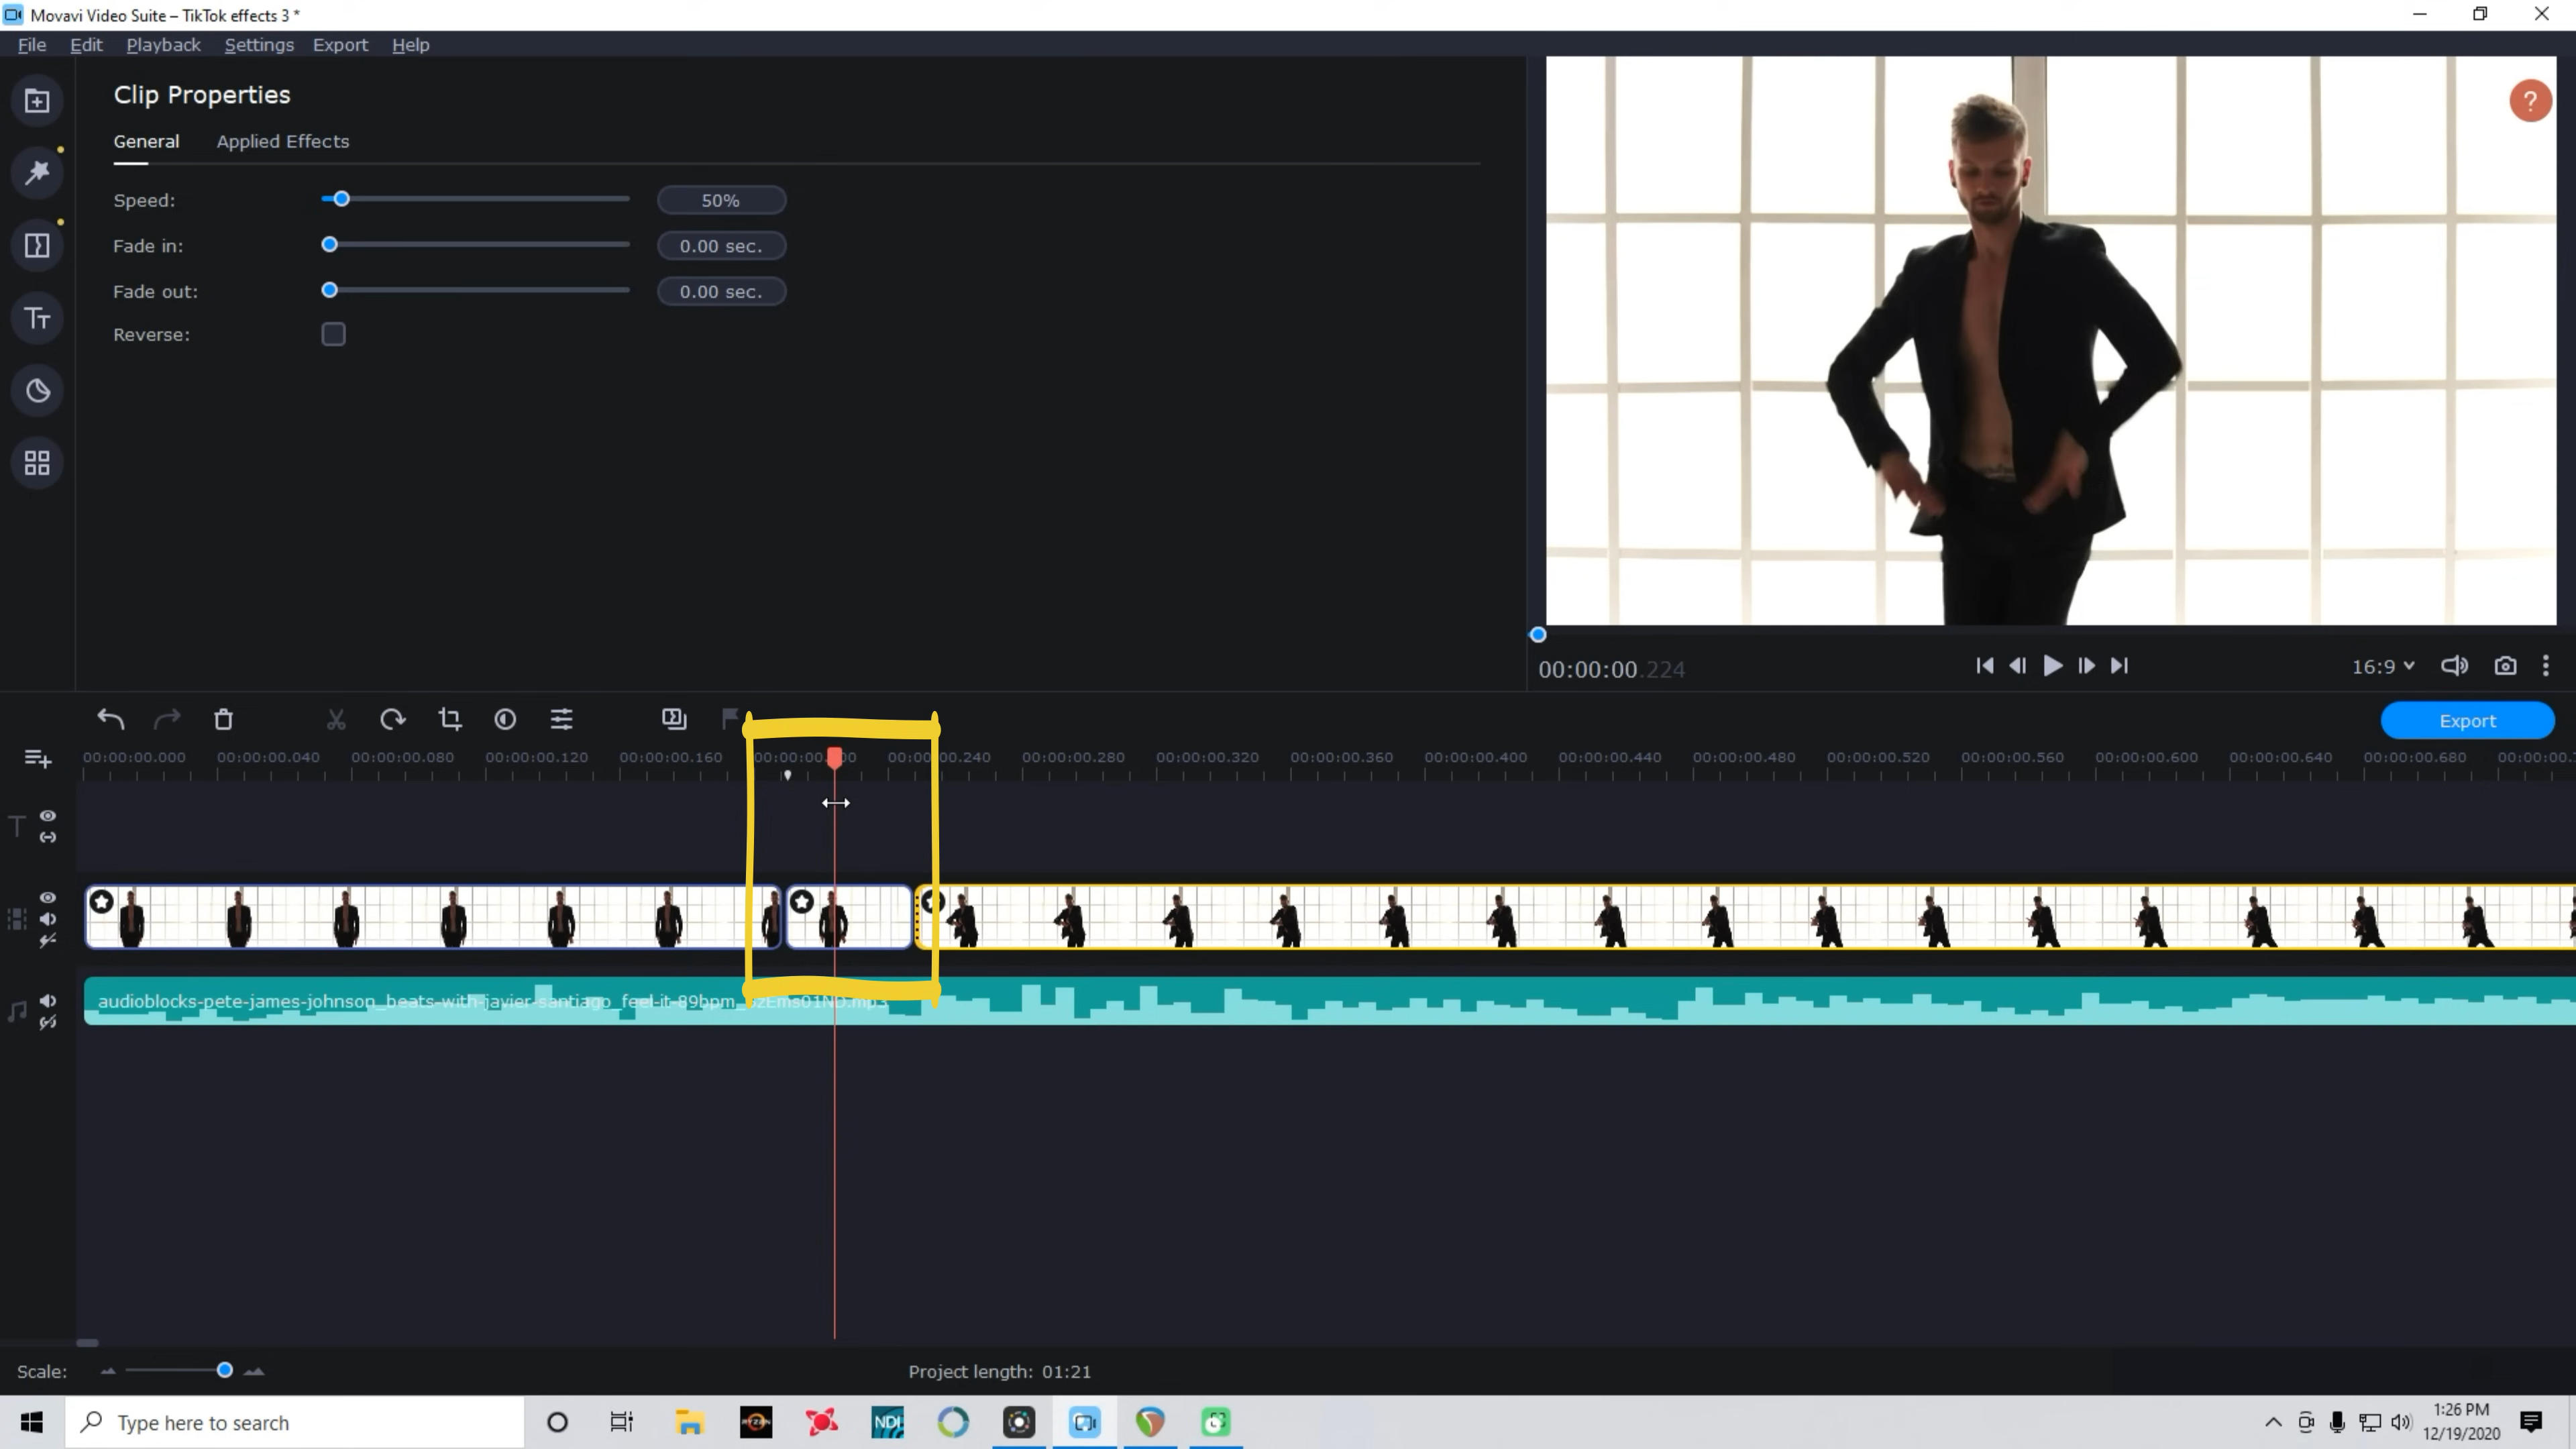 Movavi Video Suite – TikTok effects 3 *
File Edit Playback Settings Export Help
Clip Properties
General Applied Effects
Speed: 50%
Fade in: 0.00 sec.
Fade out: 0.00 sec.
Reverse:
?
00:00:00.224
16:9
Export
00:00:00.000 00:00:00.040 00:00:00.080 00:00:00.120 00:00:00.160 00:00:00.240 00:00:00.280 00:00:00.320 00:00:00.360 00:00:00.400 00:00:00.440 00:00:00.480 00:00:00.520 00:00:00.560 00:00:00.600 00:00:00.640 00:00:00.680
audioblocks-pete-james-johnson_beats-with-javier-santiago_feel-it-89bpm
Scale:
Project length: 01:21
Type here to search
RYZEN
NDI
1:26 PM
12/19/2020